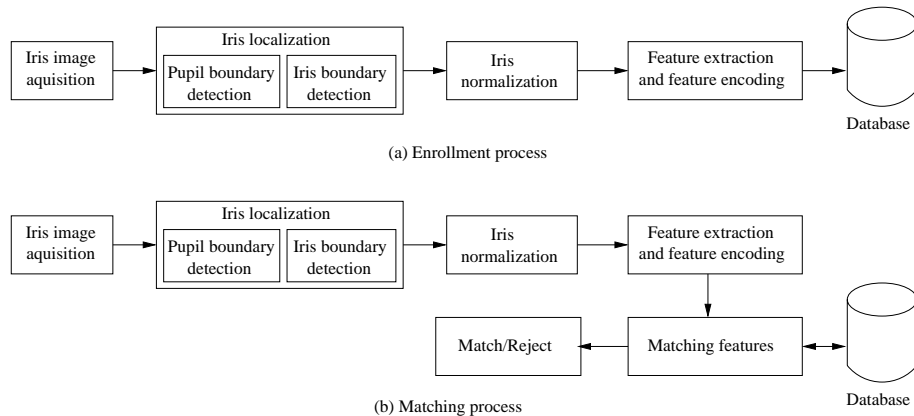 Iris image
aquisition
Iris localization
Pupil boundary
detection
Iris boundary
detection
Iris
normalization
Feature extraction
and feature encoding
Database
(a) Enrollment process
Iris image
aquisition
Iris localization
Pupil boundary
detection
Iris boundary
detection
Iris
normalization
Feature extraction
and feature encoding
Match/Reject
Matching features
Database
(b) Matching process